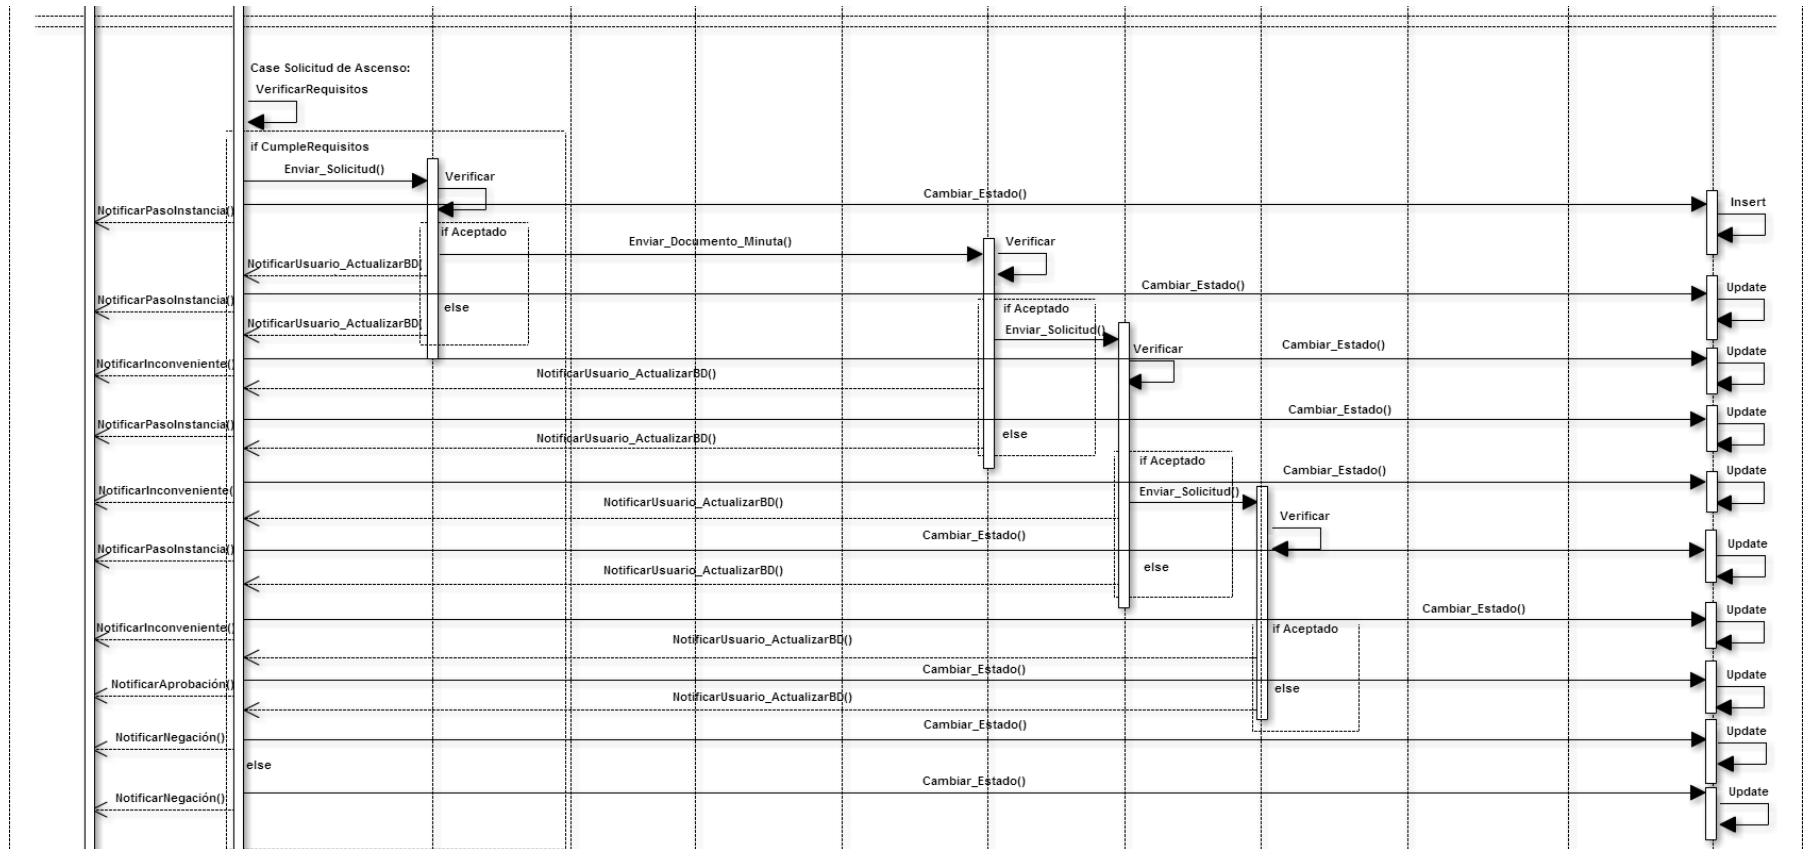 Case Solicitud de Ascenso:
VerificarRequisitos
if CumpleRequisitos
Enviar_Solicitud()
Verificar
Cambiar_Estado()
Insert
NotificarPasoInstancia()
if Aceptado
Enviar_Documento_Minuta()
Verificar
NotificarUsuario_ActualizarBD(
Cambiar_Estado()
Update
NotificarPasoInstancia()
else
if Aceptado
NotificarUsuario_ActualizarBD(
Enviar_Solicitud()
Verificar
Cambiar_Estado()
Update
NotificarInconveniente()
NotificarUsuario_ActualizarBD()
Cambiar_Estado()
Update
NotificarPasoInstancia()
else
NotificarUsuario_ActualizarBD()
if Aceptado
Cambiar_Estado()
Update
NotificarInconveniente(
Enviar_Solicitud()
NotificarUsuario_ActualizarBD()
Verificar
Cambiar_Estado()
Update
NotificarPasoInstancia()
else
NotificarUsuario_ActualizarBD()
Cambiar_Estado()
Update
NotificarInconveniente()
if Aceptado
NotificarUsuario_ActualizarBD()
Cambiar_Estado()
Update
NotificarAprobación()
else
NotificarUsuario_ActualizarBD()
Cambiar_Estado()
Update
NotificarNegación()
else
Cambiar_Estado()
Update
NotificarNegación()